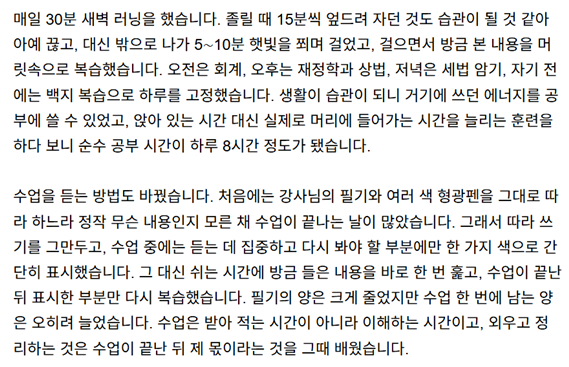 매일 30분 새벽 러닝을 했습니다. 졸릴 때 15분씩 엎드려 자던 것도 습관이 될 것 같아
아예 끊고, 대신 밖으로 나가 5~10분 햇빛을 쬐며 걸었고, 걸으면서 방금 본 내용을 머
릿속으로 복습했습니다. 오전은 회계, 오후는 재정학과 상법, 저녁은 세법 암기, 자기 전
에는 백지 복습으로 하루를 고정했습니다. 생활이 습관이 되니 거기에 쓰던 에너지를 공
부에 쓸 수 있었고, 앉아 있는 시간 대신 실제로 머리에 들어가는 시간을 늘리는 훈련을
하다 보니 순수 공부 시간이 하루 8시간 정도가 됐습니다.
수업을 듣는 방법도 바꿨습니다. 처음에는 강사님의 필기와 여러 색 형광펜을 그대로 따
라 하느라 정작 무슨 내용인지 모른 채 수업이 끝나는 날이 많았습니다. 그래서 따라 쓰
기를 그만두고, 수업 중에는 듣는 데 집중하고 다시 봐야 할 부분에만 한 가지 색으로 간
단히 표시했습니다. 그 대신 쉬는 시간에 방금 들은 내용을 바로 한 번 훑고, 수업이 끝난
뒤 표시한 부분만 다시 복습했습니다. 필기의 양은 크게 줄었지만 수업 한 번에 남는 양
은 오히려 늘었습니다. 수업은 받아 적는 시간이 아니라 이해하는 시간이고, 외우고 정
리하는 것은 수업이 끝난 뒤 제 몫이라는 것을 그때 배웠습니다.